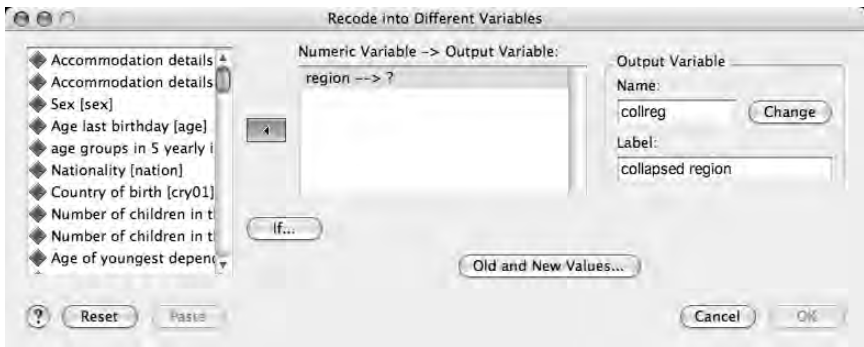 Recode into Different Variables
Accommodation details
Accommodation details
Sex [sex]
Age last birthday [age]
age groups in 5 yearly i
Nationality [nation]
Country of birth [cry01]
Number of children in t
Number of children in t
Age of youngest depend
Numeric Variable -> Output Variable:
region --> ?
If...
Old and New Values...
Output Variable
Name:
collreg
Change
Label:
collapsed region
?
Reset
Paste
Cancel
OK